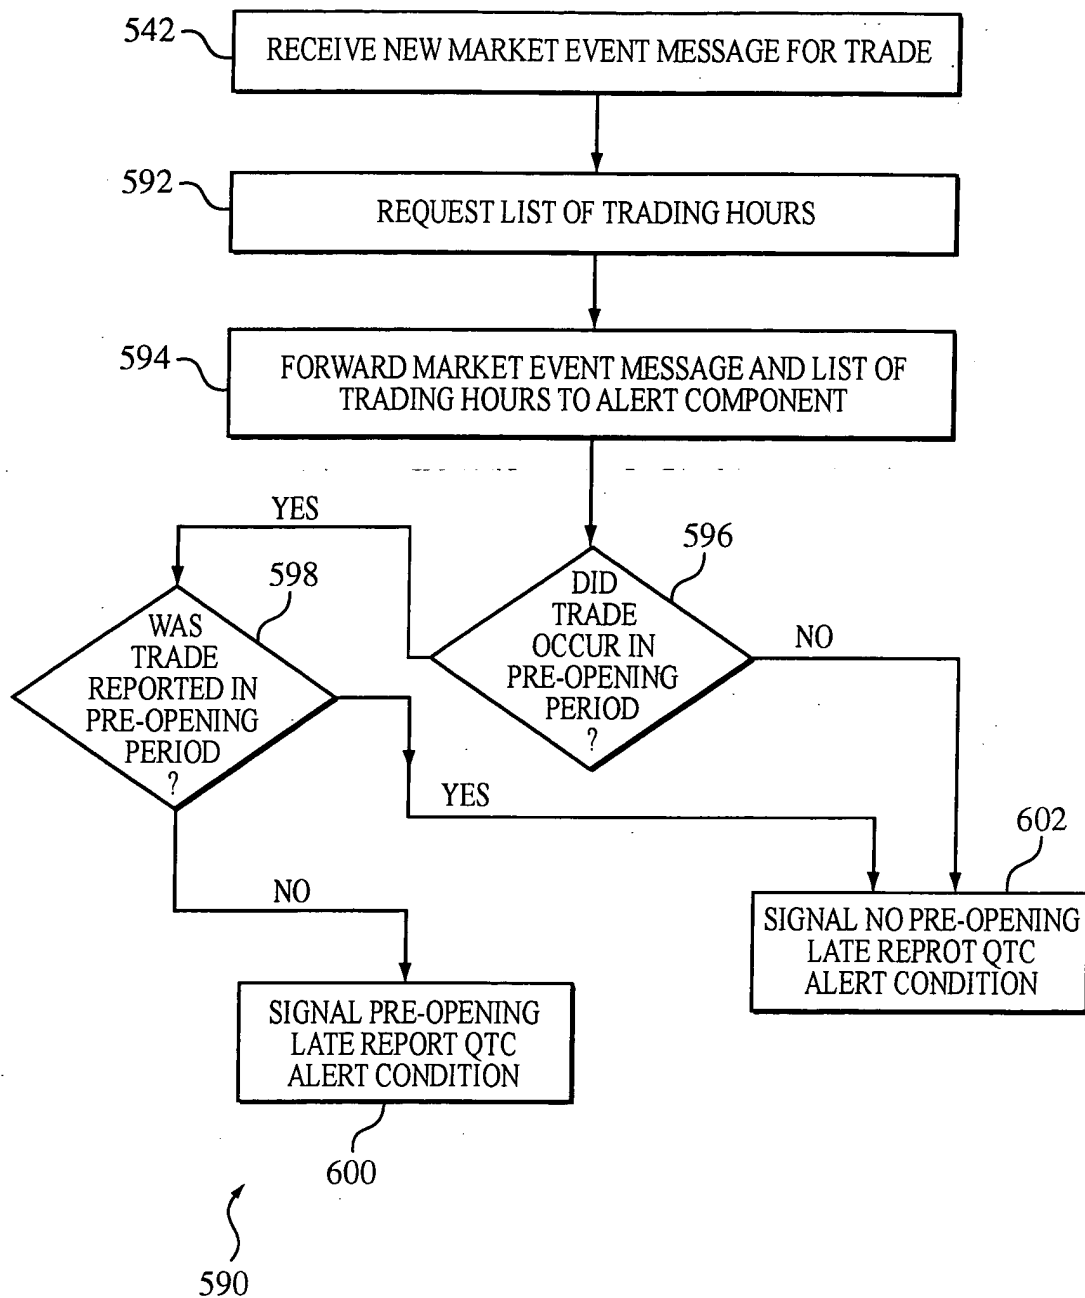 542
RECEIVE NEW MARKET EVENT MESSAGE FOR TRADE
592
REQUEST LIST OF TRADING HOURS
594
FORWARD MARKET EVENT MESSAGE AND LIST OF
TRADING HOURS TO ALERT COMPONENT
YES
596
DID
TRADE
OCCUR IN
PRE-OPENING
PERIOD
?
NO
598
WAS
TRADE
REPORTED IN
PRE-OPENING
PERIOD
?
YES
NO
602
SIGNAL NO PRE-OPENING
LATE REPROT QTC
ALERT CONDITION
SIGNAL PRE-OPENING
LATE REPORT QTC
ALERT CONDITION
600
590